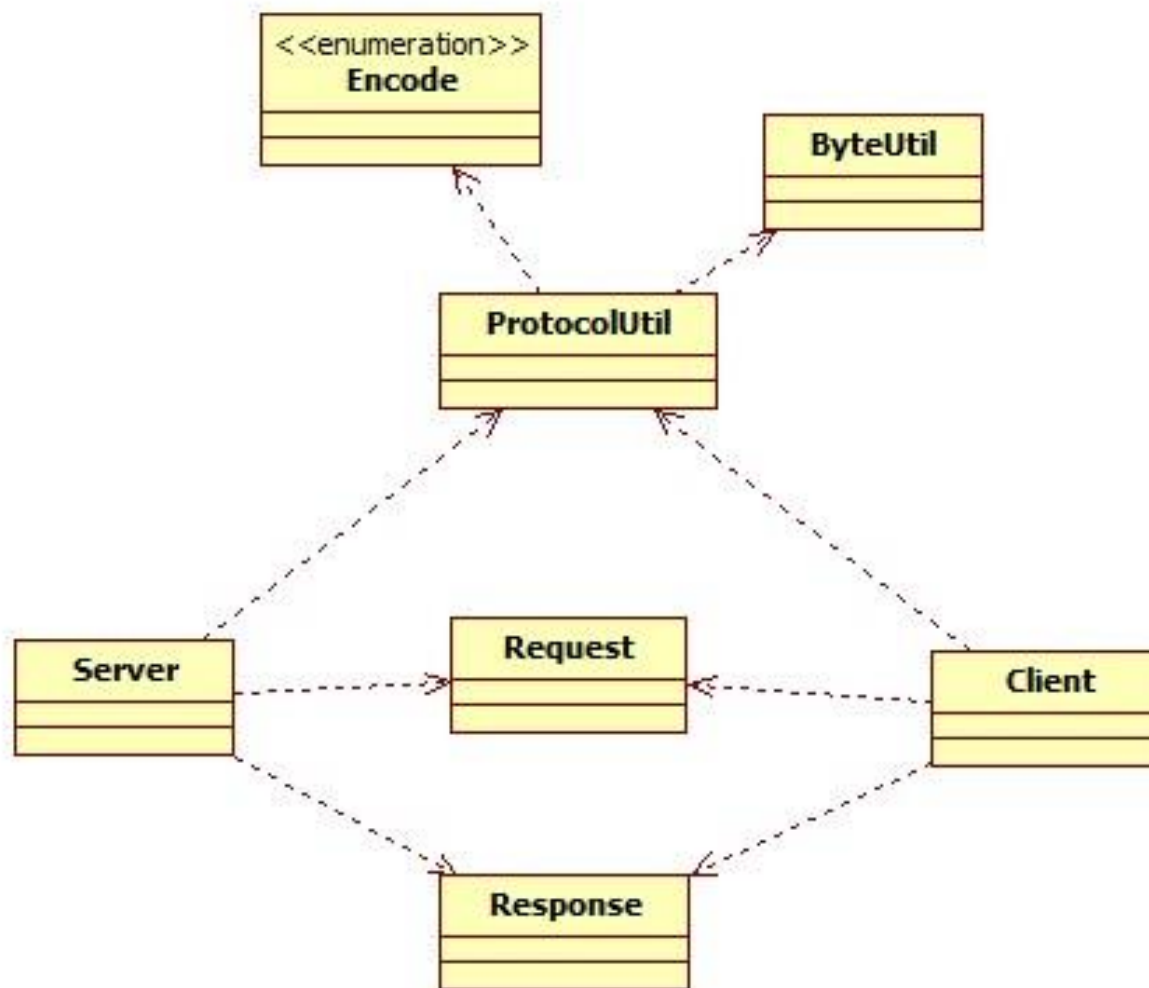 <<enumeration>>
Encode
ByteUtil
ProtocolUtil
Server
Request
Client
Response